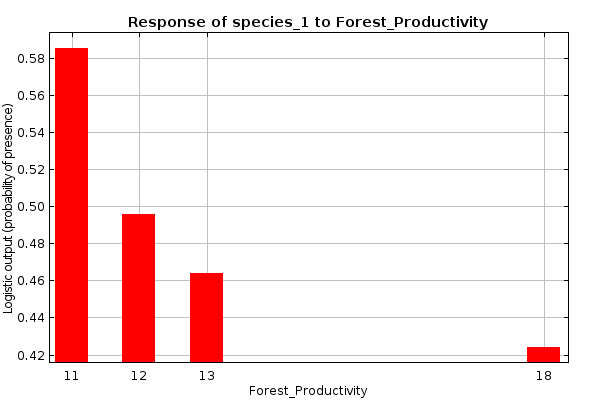 Response of species_1 to Forest_Productivity
Logistic output (probability of presence)
0.58
0.56
0.54
0.52
0.50
0.48
0.46
0.44
0.42
11 12 13 18
Forest_Productivity